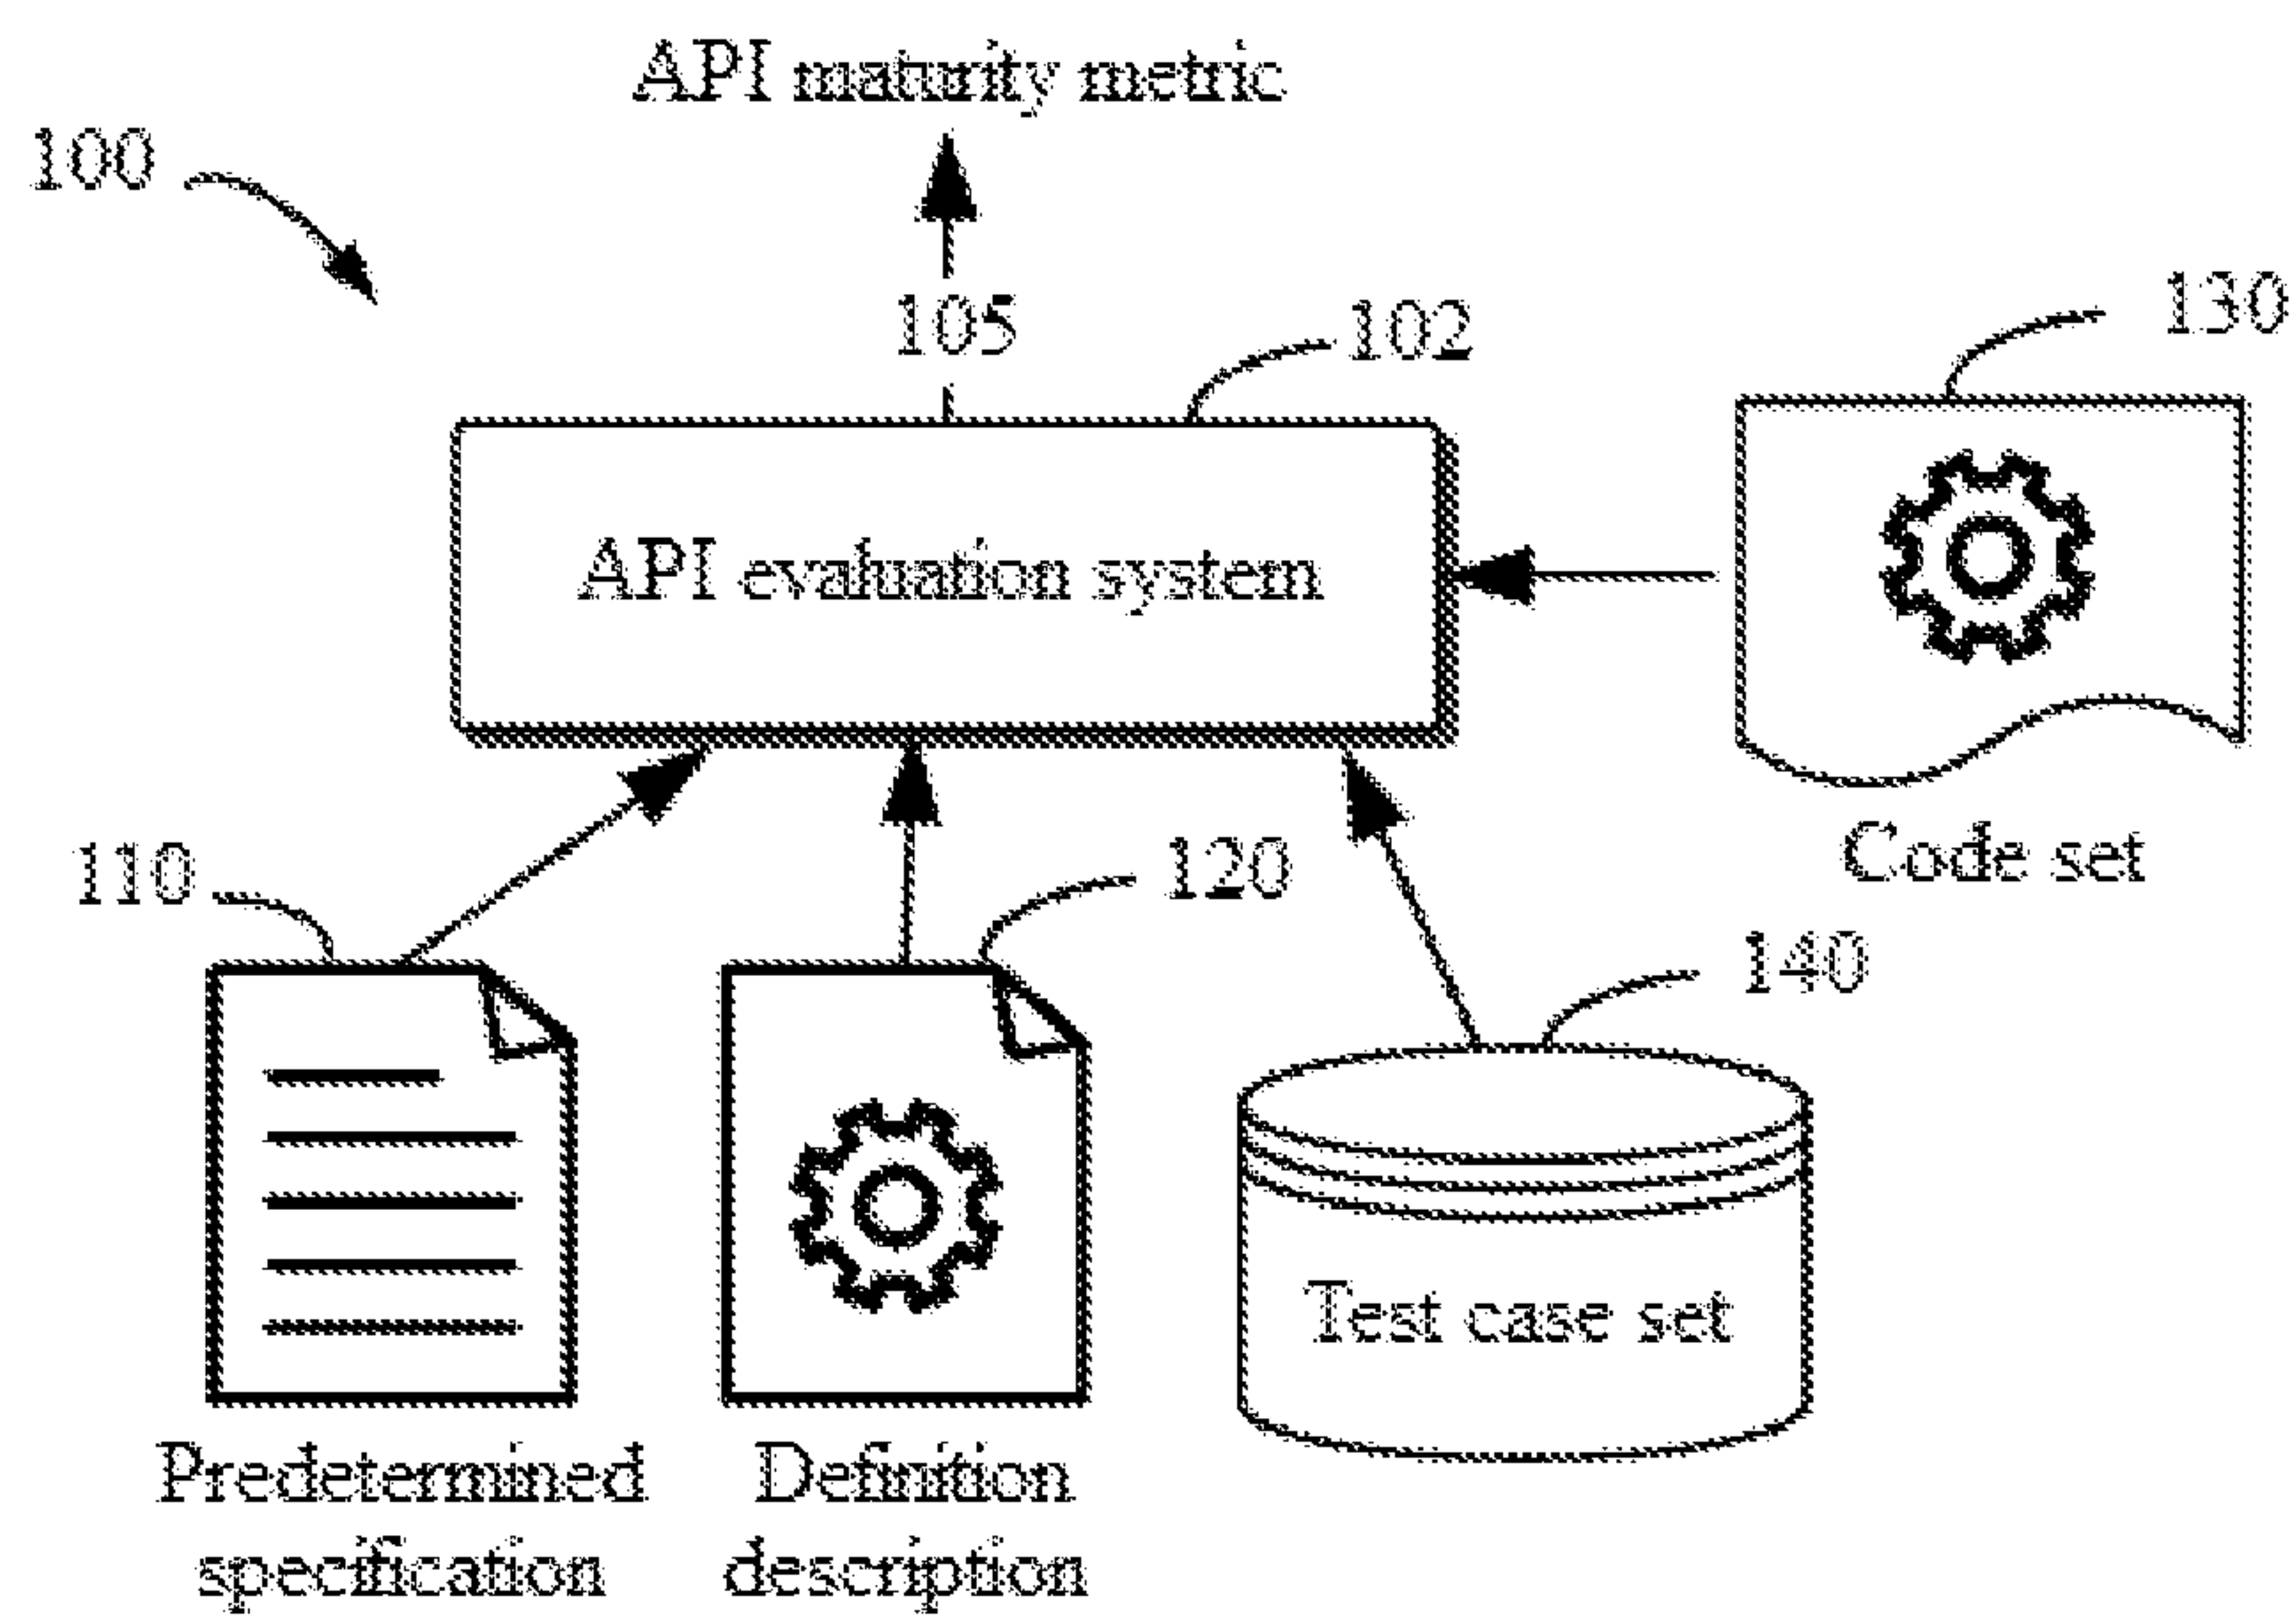 API maturity metric
100
105
102
130
API evaluation system
110
120
Code set
140
Test case set
Predetermined
specification
Definition
description